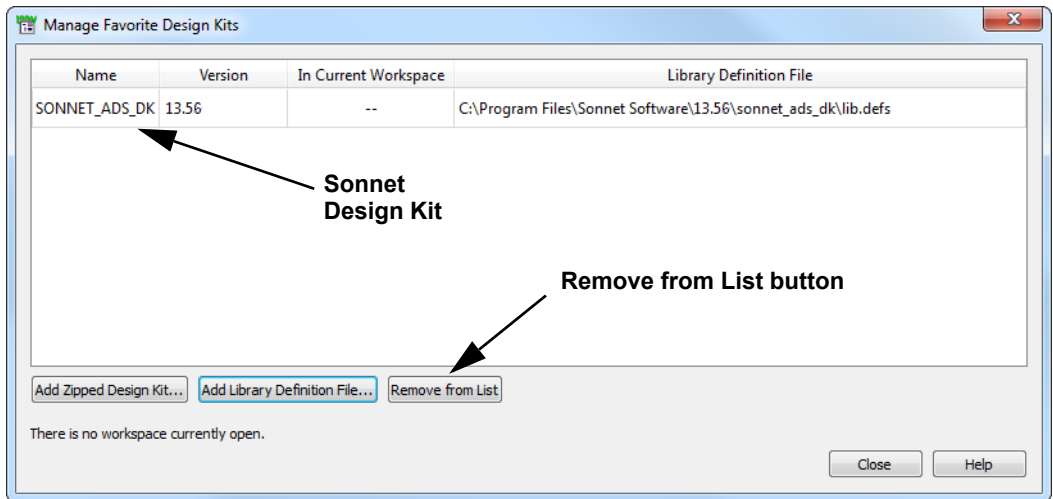 Manage Favorite Design Kits
Name Version In Current Workspace Library Definition File
SONNET_ADS_DK 13.56 -- C:\Program Files\Sonnet Software\13.56\sonnet_ads_dk\lib.defs
Sonnet
Design Kit
Remove from List button
Add Zipped Design Kit... Add Library Definition File... Remove from List
There is no workspace currently open.
Close Help